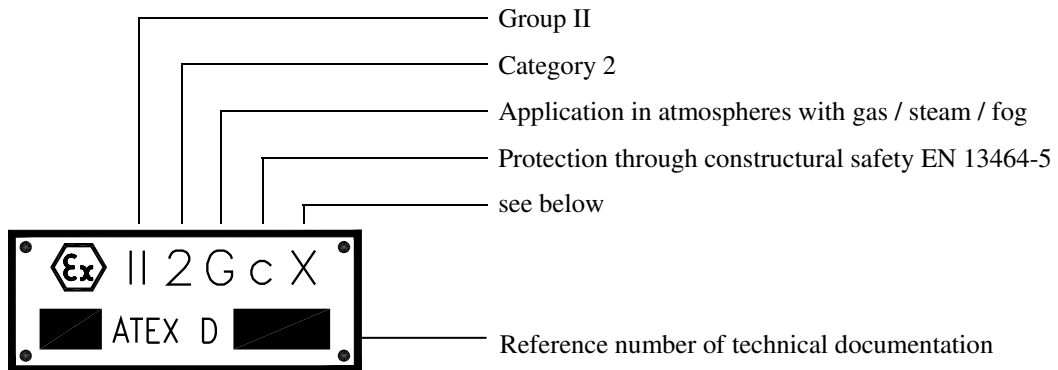 Group II
Category 2
Application in atmospheres with gas / steam / fog
Protection through constructural safety EN 13464-5
see below
Ex II 2 G c X
ATEX D
Reference number of technical documentation